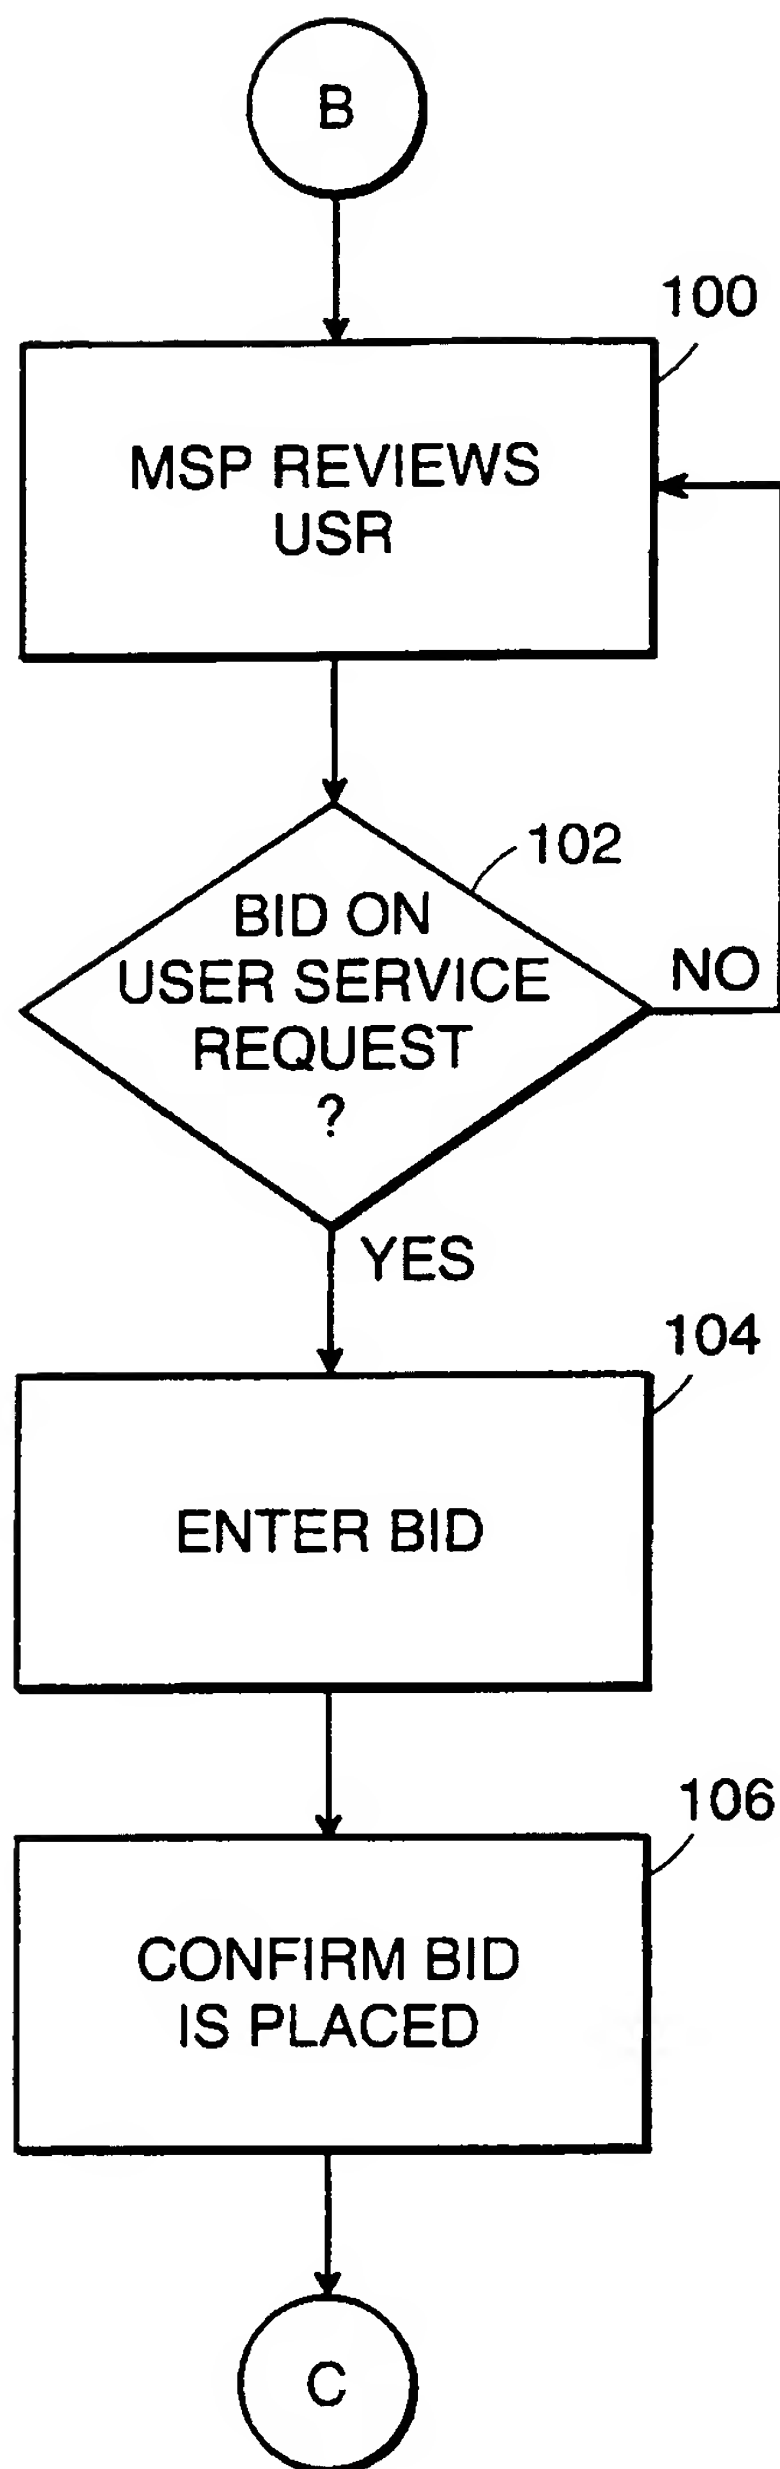 B
100
MSP REVIEWS
USR
102
BID ON
USER SERVICE
REQUEST
?
NO
YES
104
ENTER BID
106
CONFIRM BID
IS PLACED
C